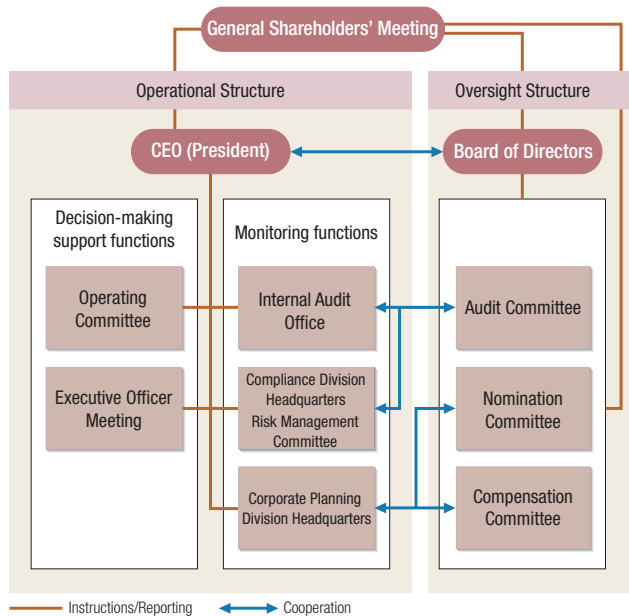 General Shareholders' Meeting
Operational Structure
Oversight Structure
CEO (President)
Board of Directors
Decision-making
support functions
Monitoring functions
Operating
Committee
Internal Audit
Office
Audit Committee
Executive Officer
Meeting
Compliance Division
Headquarters
Risk Management
Committee
Nomination
Committee
Corporate Planning
Division Headquarters
Compensation
Committee
Instructions/Reporting
Cooperation